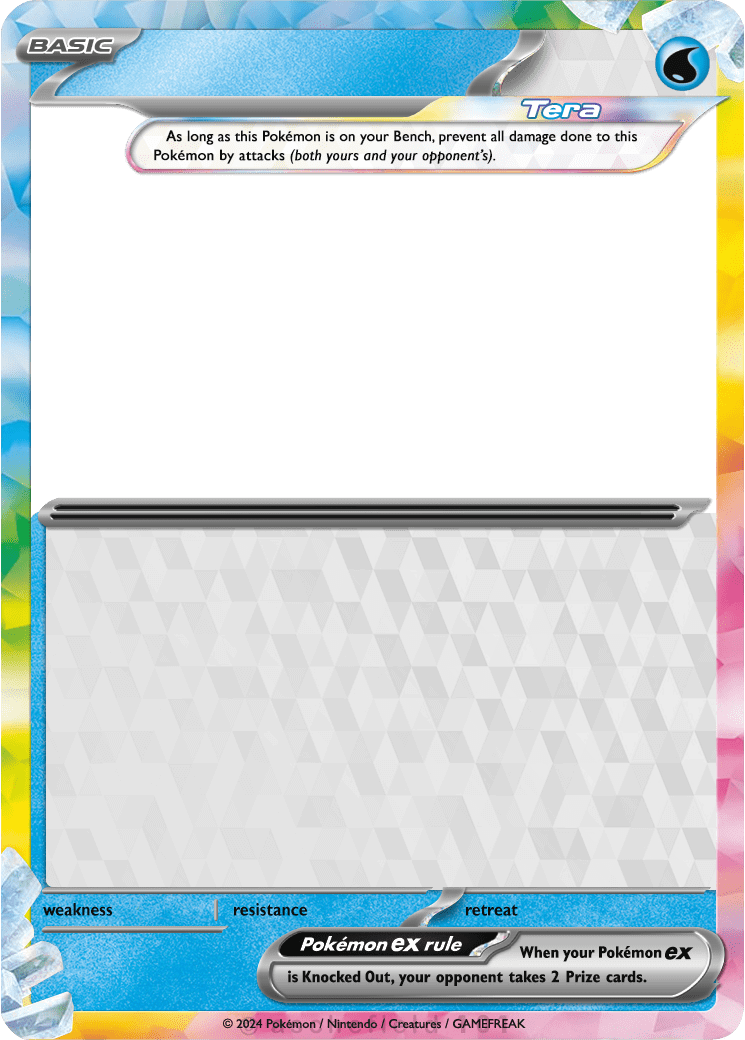 BASIC
Tera
As long as this Pokémon is on your Bench, prevent all damage done to this
Pokémon by attacks (both yours and your opponent's).
weakness resistance retreat
Pokémon ex rule
When your Pokémon ex
is Knocked Out, your opponent takes 2 Prize cards.
© 2024 Pokémon / Nintendo / Creatures / GAMEFREAK